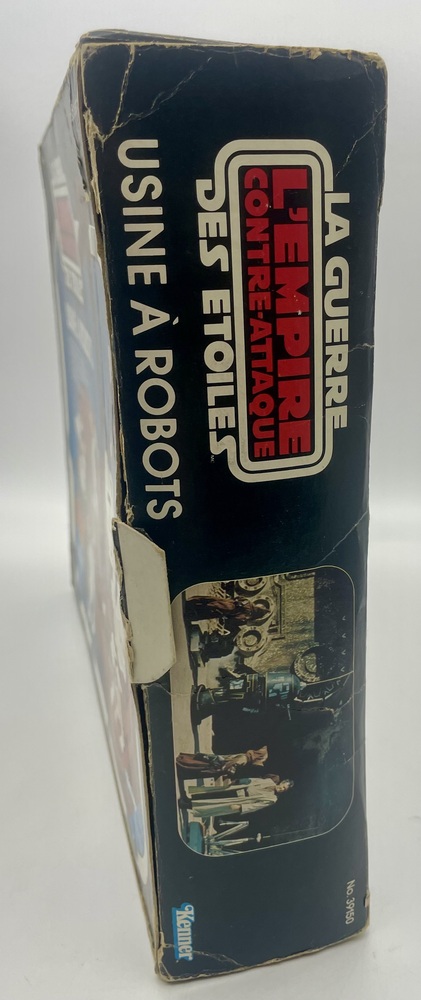 LA GUERRE
L'EMPIRE
CONTRE-ATTAQUE
DES ETOILES
USINE À ROBOTS
No. 39150
Kenner